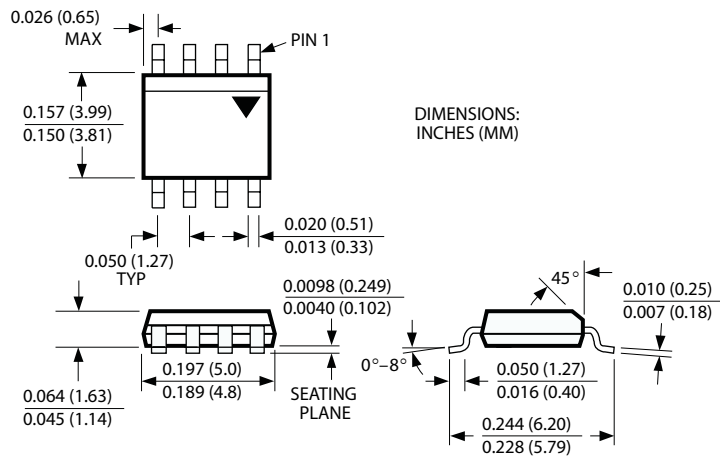 0.026 (0.65)
MAX
PIN 1
0.157 (3.99)
0.150 (3.81)
DIMENSIONS:
INCHES (MM)
0.050 (1.27)
TYP
0.020 (0.51)
0.013 (0.33)
0.0098 (0.249)
0.0040 (0.102)
0.064 (1.63)
0.045 (1.14)
0.197 (5.0)
0.189 (4.8)
SEATING
PLANE
45°
0.010 (0.25)
0.007 (0.18)
0°–8°
0.050 (1.27)
0.016 (0.40)
0.244 (6.20)
0.228 (5.79)